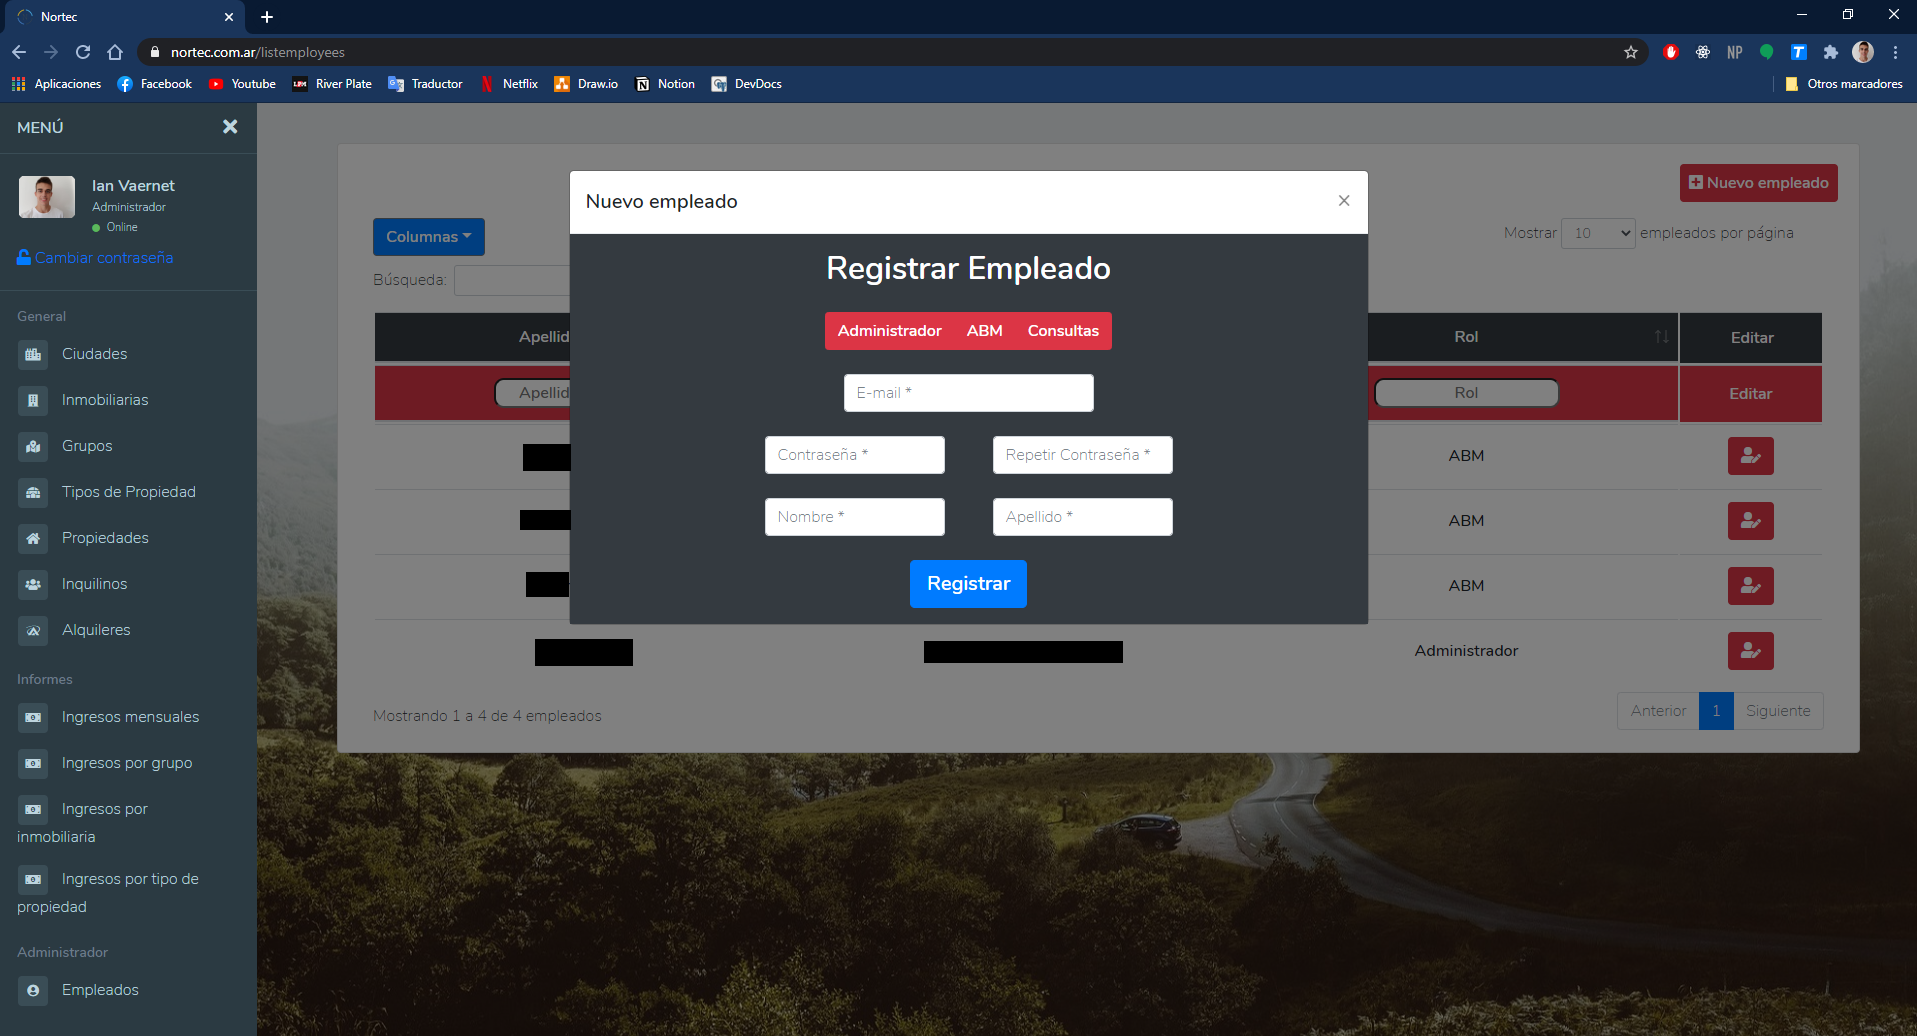 Nortec
nortec.com.ar/listemployees
NP
Aplicaciones Facebook Youtube River Plate Traductor Netflix Draw.io Notion DevDocs Otros marcadores
MENÚ
Ian Vaernet
Administrador
Online
Cambiar contraseña
General
Ciudades
Inmobiliarias
Grupos
Tipos de Propiedad
Propiedades
Inquilinos
Alquileres
Informes
Ingresos mensuales
Ingresos por grupo
Ingresos por
inmobiliaria
Ingresos por tipo de
propiedad
Administrador
Empleados
Nuevo empleado
Columnas
Mostrar 10 empleados por página
Búsqueda:
Apellid Rol Editar
Apellid Rol Editar
ABM
ABM
ABM
Administrador
Mostrando 1 a 4 de 4 empleados
Anterior 1 Siguiente
Nuevo empleado
Registrar Empleado
Administrador ABM Consultas
E-mail *
Contraseña * Repetir Contraseña *
Nombre * Apellido *
Registrar